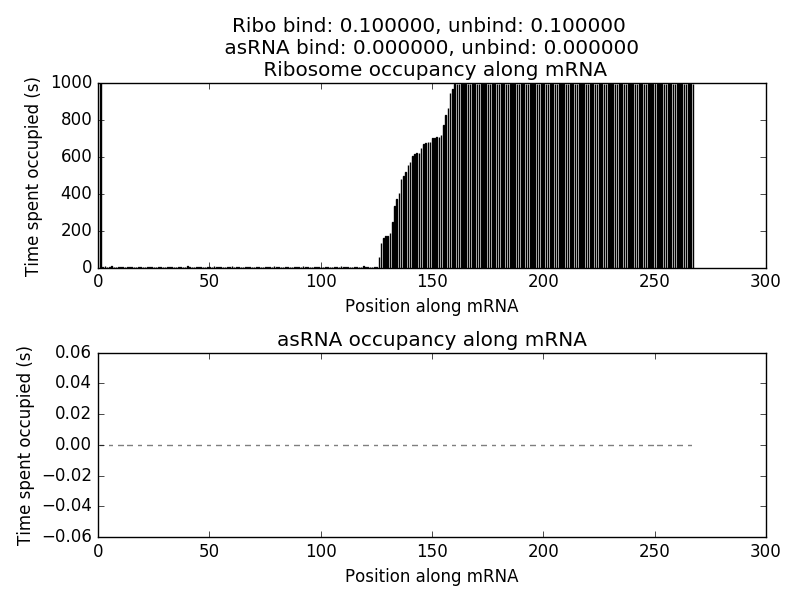 Ribo bind: 0.100000, unbind: 0.100000
asRNA bind: 0.000000, unbind: 0.000000
Ribosome occupancy along mRNA
Time spent occupied (s)
1000
800
600
400
200
0
0 50 100 150 200 250 300
Position along mRNA
asRNA occupancy along mRNA
Time spent occupied (s)
0.06
0.04
0.02
0.00
−0.02
−0.04
−0.06
0 50 100 150 200 250 300
Position along mRNA